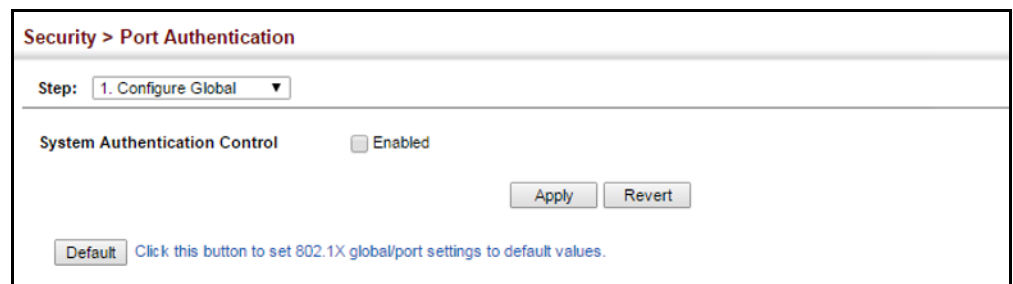 Security > Port Authentication
Step: 1. Configure Global ▼
System Authentication Control Enabled
Apply Revert
Default Click this button to set 802.1X global/port settings to default values.